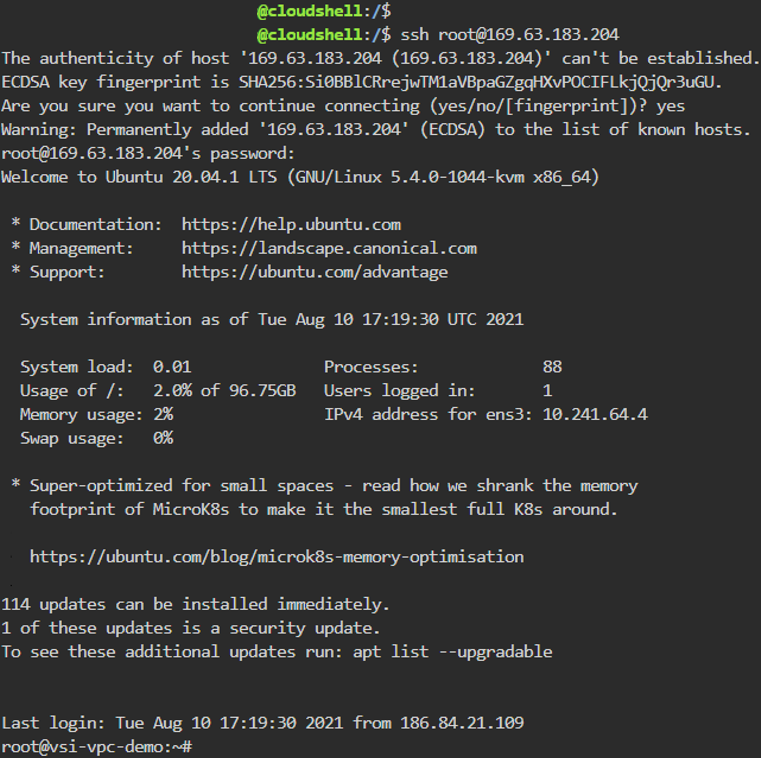 @cloudshell:/$
@cloudshell:/$ ssh root@169.63.183.204
The authenticity of host '169.63.183.204 (169.63.183.204)' can't be established.
ECDSA key fingerprint is SHA256:Si0BBlCRrejwTM1aVBpaGZgqHXvPOCIFLkjQjQr3uGU.
Are you sure you want to continue connecting (yes/no/[fingerprint])? yes
Warning: Permanently added '169.63.183.204' (ECDSA) to the list of known hosts.
root@169.63.183.204's password:
Welcome to Ubuntu 20.04.1 LTS (GNU/Linux 5.4.0-1044-kvm x86_64)
* Documentation:  https://help.ubuntu.com
* Management:     https://landscape.canonical.com
* Support:        https://ubuntu.com/advantage
System information as of Tue Aug 10 17:19:30 UTC 2021
System load:  0.01              Processes:             88
Usage of /:   2.0% of 96.75GB   Users logged in:       1
Memory usage: 2%                IPv4 address for ens3: 10.241.64.4
Swap usage:   0%
* Super-optimized for small spaces - read how we shrank the memory
footprint of MicroK8s to make it the smallest full K8s around.
https://ubuntu.com/blog/microk8s-memory-optimisation
114 updates can be installed immediately.
1 of these updates is a security update.
To see these additional updates run: apt list --upgradable
Last login: Tue Aug 10 17:19:30 2021 from 186.84.21.109
root@vsi-vpc-demo:~#